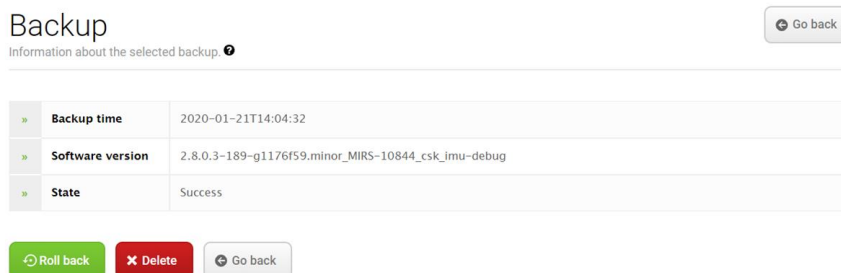 Backup
Go back
Information about the selected backup. ?
» Backup time 2020-01-21T14:04:32
» Software version 2.8.0.3-189-g1176f59.minor_MIRS-10844_csk_imu-debug
» State Success
Roll back Delete Go back